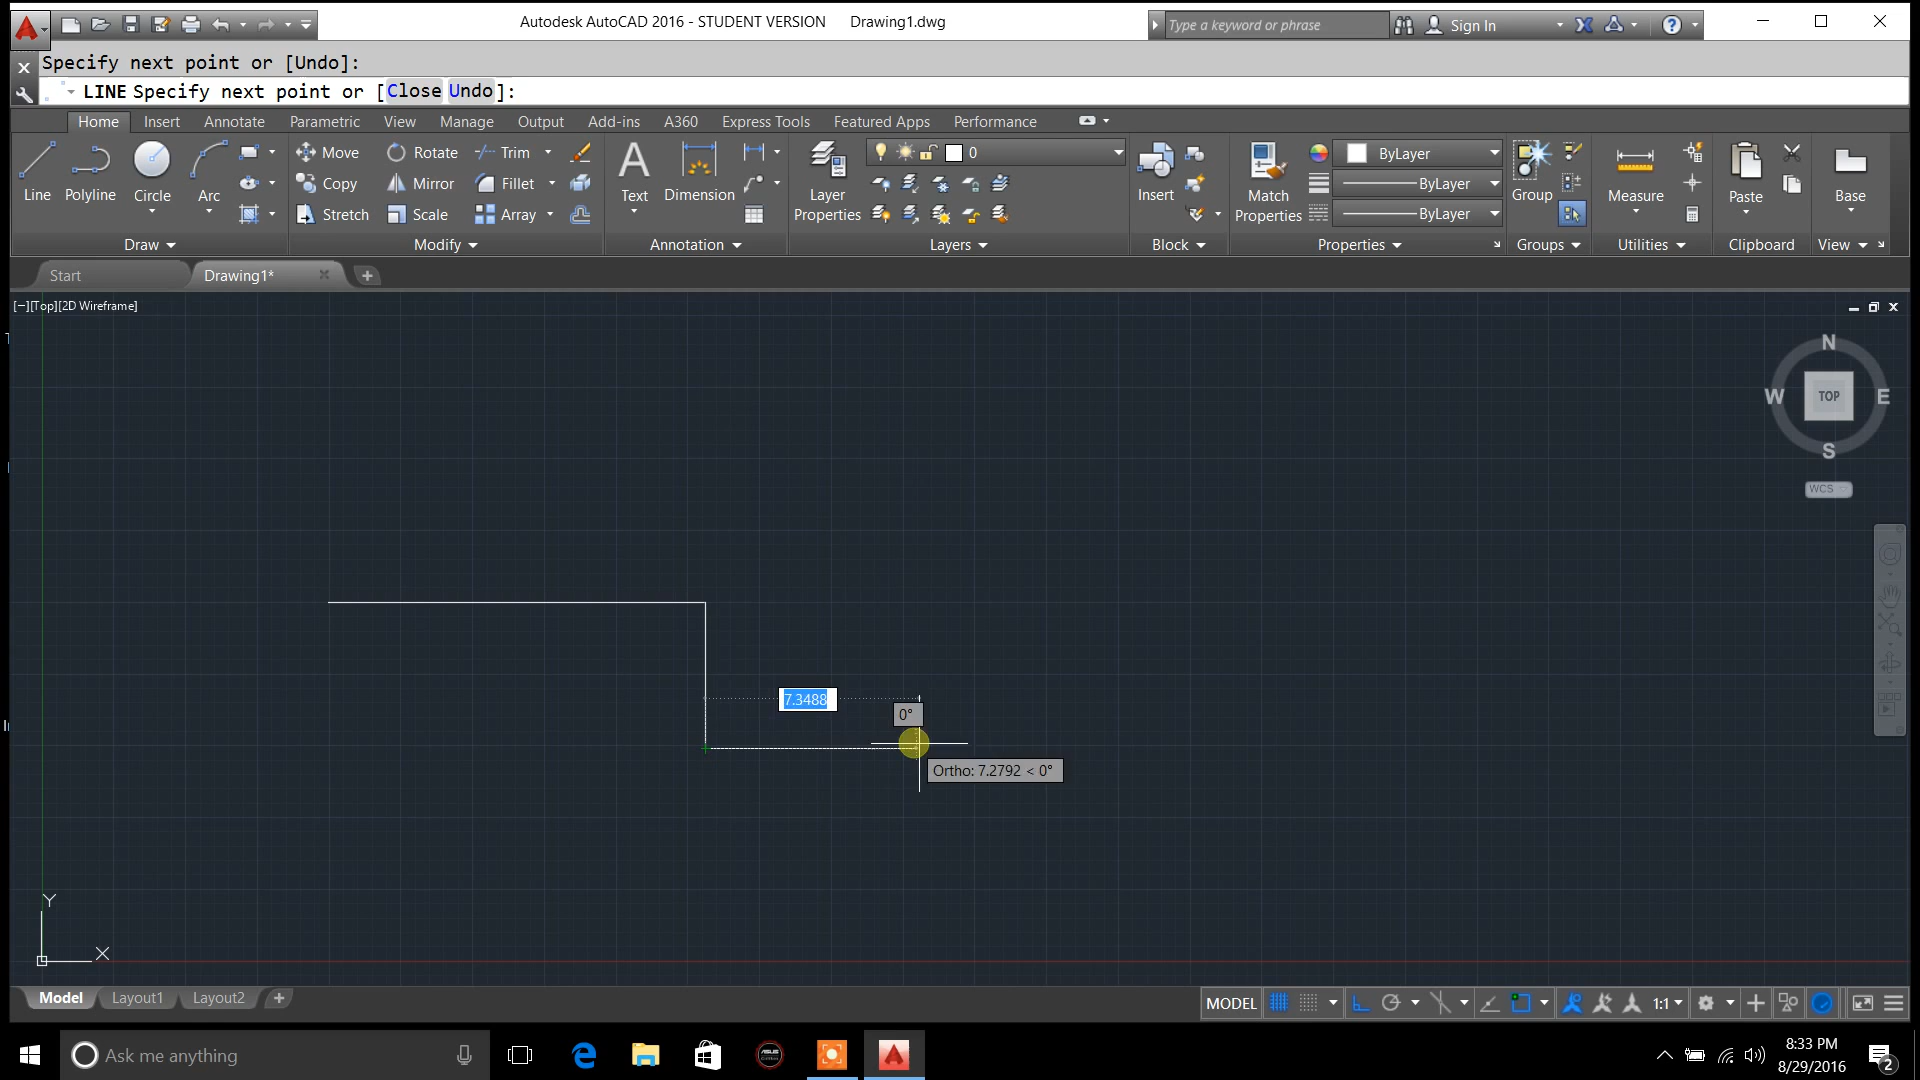 Autodesk AutoCAD 2016 - STUDENT VERSION Drawing1.dwg
Type a keyword or phrase
Sign In
Specify next point or [Undo]:
LINE Specify next point or [Close Undo]:
Home Insert Annotate Parametric View Manage Output Add-ins A360 Express Tools Featured Apps Performance
Line Polyline Circle Arc
Move Rotate Trim
Copy Mirror Fillet
Stretch Scale Array
Text Dimension
Layer Properties
0
Insert
Match Properties
ByLayer
ByLayer
ByLayer
Group
Measure
Paste
Base
Draw Modify Annotation Layers Block Properties Groups Utilities Clipboard View
Start Drawing1*
[−][Top][2D Wireframe]
N
W TOP E
S
WCS
7.3488
0°
Ortho: 7.2792 < 0°
Y
X
Model Layout1 Layout2
MODEL 1:1
Ask me anything
8:33 PM
8/29/2016
2